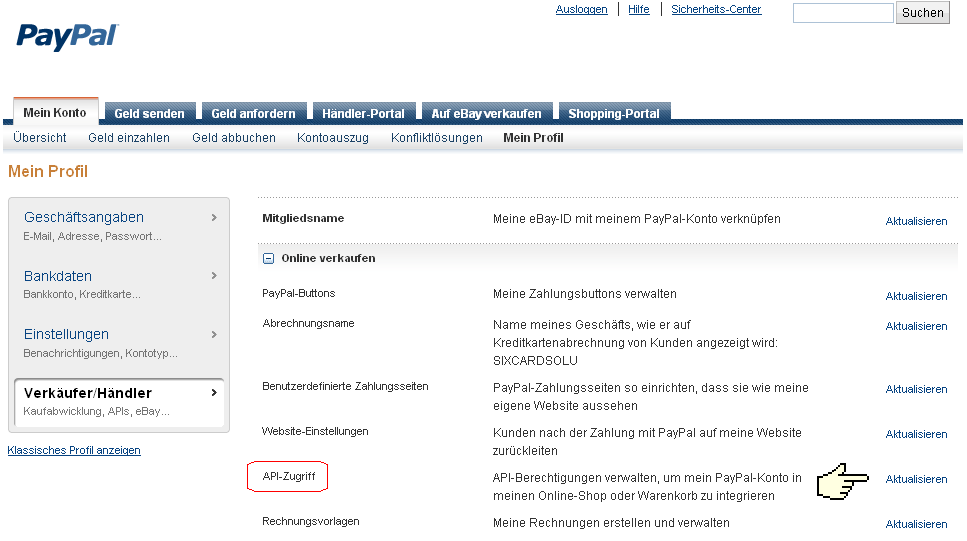 Ausloggen | Hilfe | Sicherheits-Center Suchen
PayPal
Mein Konto Geld senden Geld anfordern Händler-Portal Auf eBay verkaufen Shopping-Portal
Übersicht Geld einzahlen Geld abbuchen Kontoauszug Konfliktlösungen Mein Profil
Mein Profil
Geschäftsangaben
E-Mail, Adresse, Passwort...
Bankdaten
Bankkonto, Kreditkarte...
Einstellungen
Benachrichtigungen, Kontotyp...
Verkäufer/Händler
Kaufabwicklung, APIs, eBay...
Klassisches Profil anzeigen
Mitgliedsname Meine eBay-ID mit meinem PayPal-Konto verknüpfen Aktualisieren
Online verkaufen
PayPal-Buttons Meine Zahlungsbuttons verwalten Aktualisieren
Abrechnungsname Name meines Geschäfts, wie er auf Aktualisieren
Kreditkartenabrechnung von Kunden angezeigt wird:
SIXCARDSOLU
Benutzerdefinierte Zahlungsseiten PayPal-Zahlungsseiten so einrichten, dass sie wie meine Aktualisieren
eigene Website aussehen
Website-Einstellungen Kunden nach der Zahlung mit PayPal auf meine Website Aktualisieren
zurückleiten
API-Zugriff API-Berechtigungen verwalten, um mein PayPal-Konto in Aktualisieren
meinen Online-Shop oder Warenkorb zu integrieren
Rechnungsvorlagen Meine Rechnungen erstellen und verwalten Aktualisieren